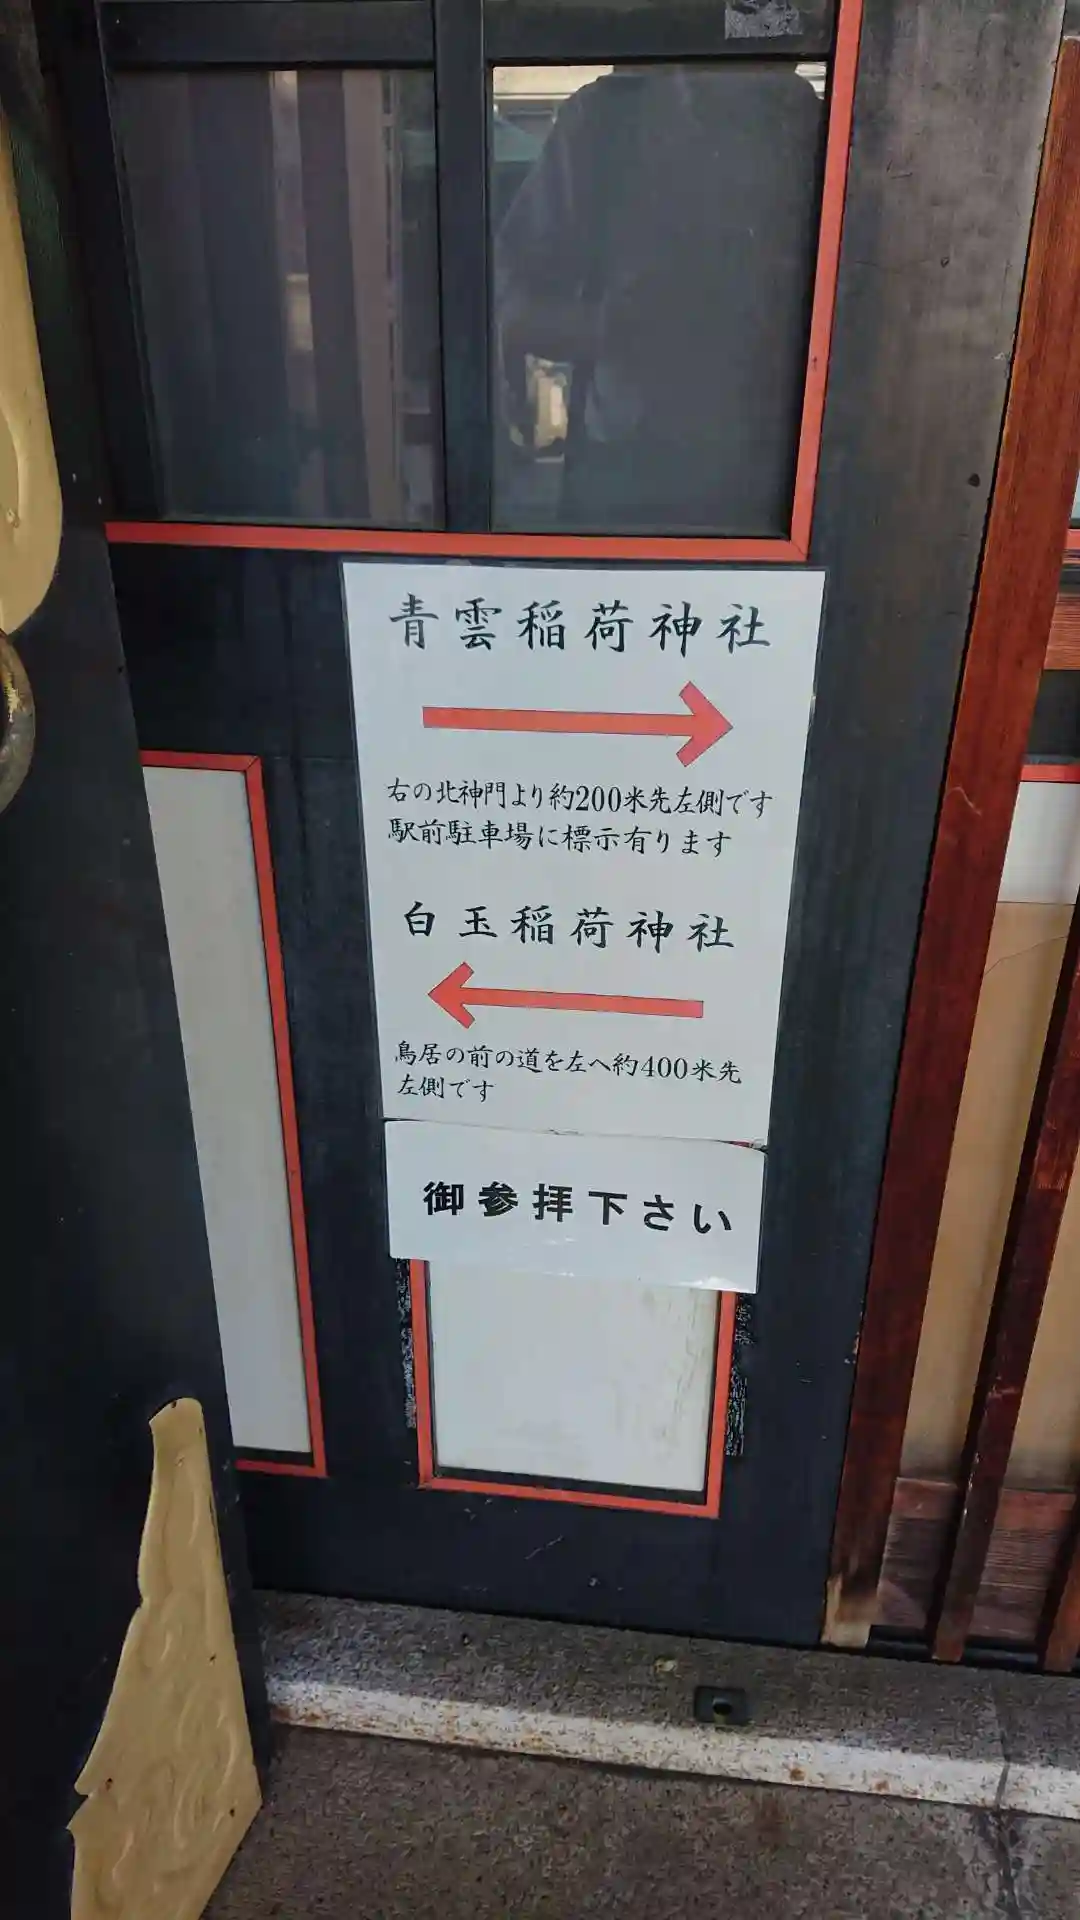 青雲稲荷神社
右の北神門より約200米先左側です
駅前駐車場に標示有ります
白玉稲荷神社
鳥居の前の道を左へ約400米先
左側です
御参拝下さい